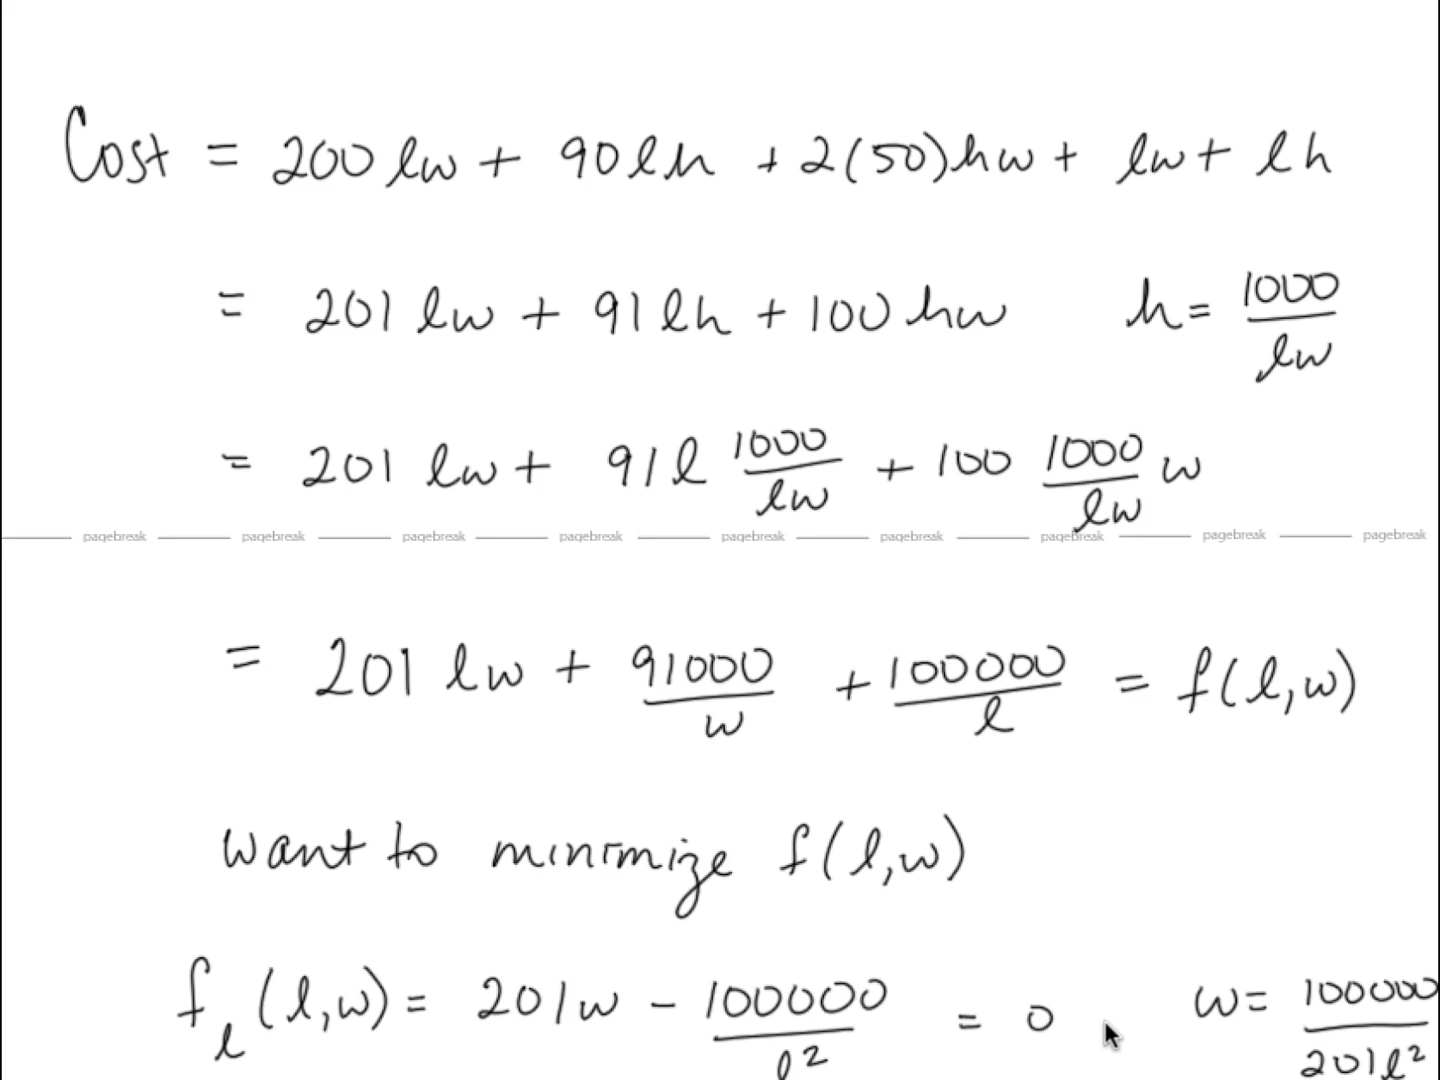 Cost = 200 lw + 90 lh + 2(50)hw + lw + lh
= 201 lw + 91 lh + 100 hw h = 1000/lw
= 201 lw + 91 l 1000/lw + 100 1000/lw w
pagebreak pagebreak pagebreak pagebreak pagebreak pagebreak pagebreak pagebreak pagebreak
= 201 lw + 91000/w + 100000/l = f(l,w)
want to minimize f(l,w)
f_l (l,w) = 201w - 100000/l² = 0 w = 100000/201l²